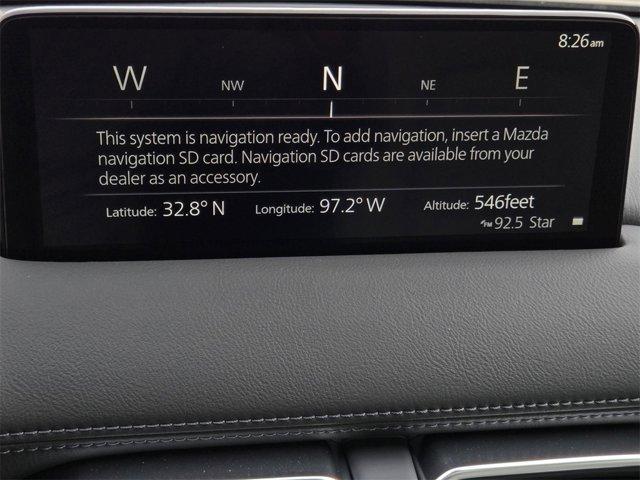 8:26am
W NW N NE E
This system is navigation ready. To add navigation, insert a Mazda
navigation SD card. Navigation SD cards are available from your
dealer as an accessory.
Latitude: 32.8° N Longitude: 97.2° W Altitude: 546feet
FM 92.5 Star